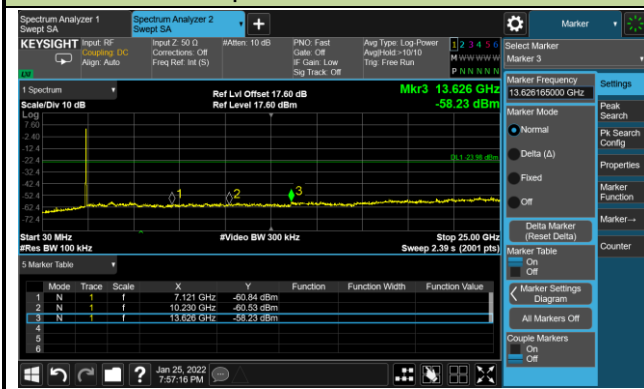 Spectrum Analyzer 1
Swept SA
Spectrum Analyzer 2
Swept SA
+
Marker
KEYSIGHT
Input: RF
Coupling: DC
Align: Auto
Input Z: 50 Ω
Corrections: Off
Freq Ref: Int (S)
#Atten: 10 dB
PNO: Fast
Gate: Off
IF Gain: Low
Sig Track: Off
Avg Type: Log-Power
Avg|Hold:>10/10
Trig: Free Run
1 2 3 4 5 6
M W W W W W
P N N N N N
Select Marker
Marker 3
LXI
1 Spectrum
Scale/Div 10 dB
Log
Ref Lvl Offset 17.60 dB
Ref Level 17.60 dBm
Mkr3 13.626 GHz
-58.23 dBm
7.60
-2.40
-12.4
-22.4
-32.4
-42.4
-52.4
-62.4
-72.4
DL1 -23.98 dBm
1
2
3
Start 30 MHz
#Res BW 100 kHz
#Video BW 300 kHz
Stop 25.00 GHz
Sweep 2.39 s (2001 pts)
5 Marker Table
Mode Trace Scale X Y Function Function Width Function Value
1 N 1 f 7.121 GHz -60.84 dBm
2 N 1 f 10.230 GHz -60.53 dBm
3 N 1 f 13.626 GHz -58.23 dBm
4
5
6
Marker Frequency
13.626165000 GHz
Marker Mode
Normal
Delta (Δ)
Fixed
Off
Delta Marker
(Reset Delta)
Marker Table
On
Off
Marker Settings
Diagram
All Markers Off
Couple Markers
On
Off
Settings
Peak
Search
Pk Search
Config
Properties
Marker
Function
Marker→
Counter
?
Jan 25, 2022
7:57:16 PM